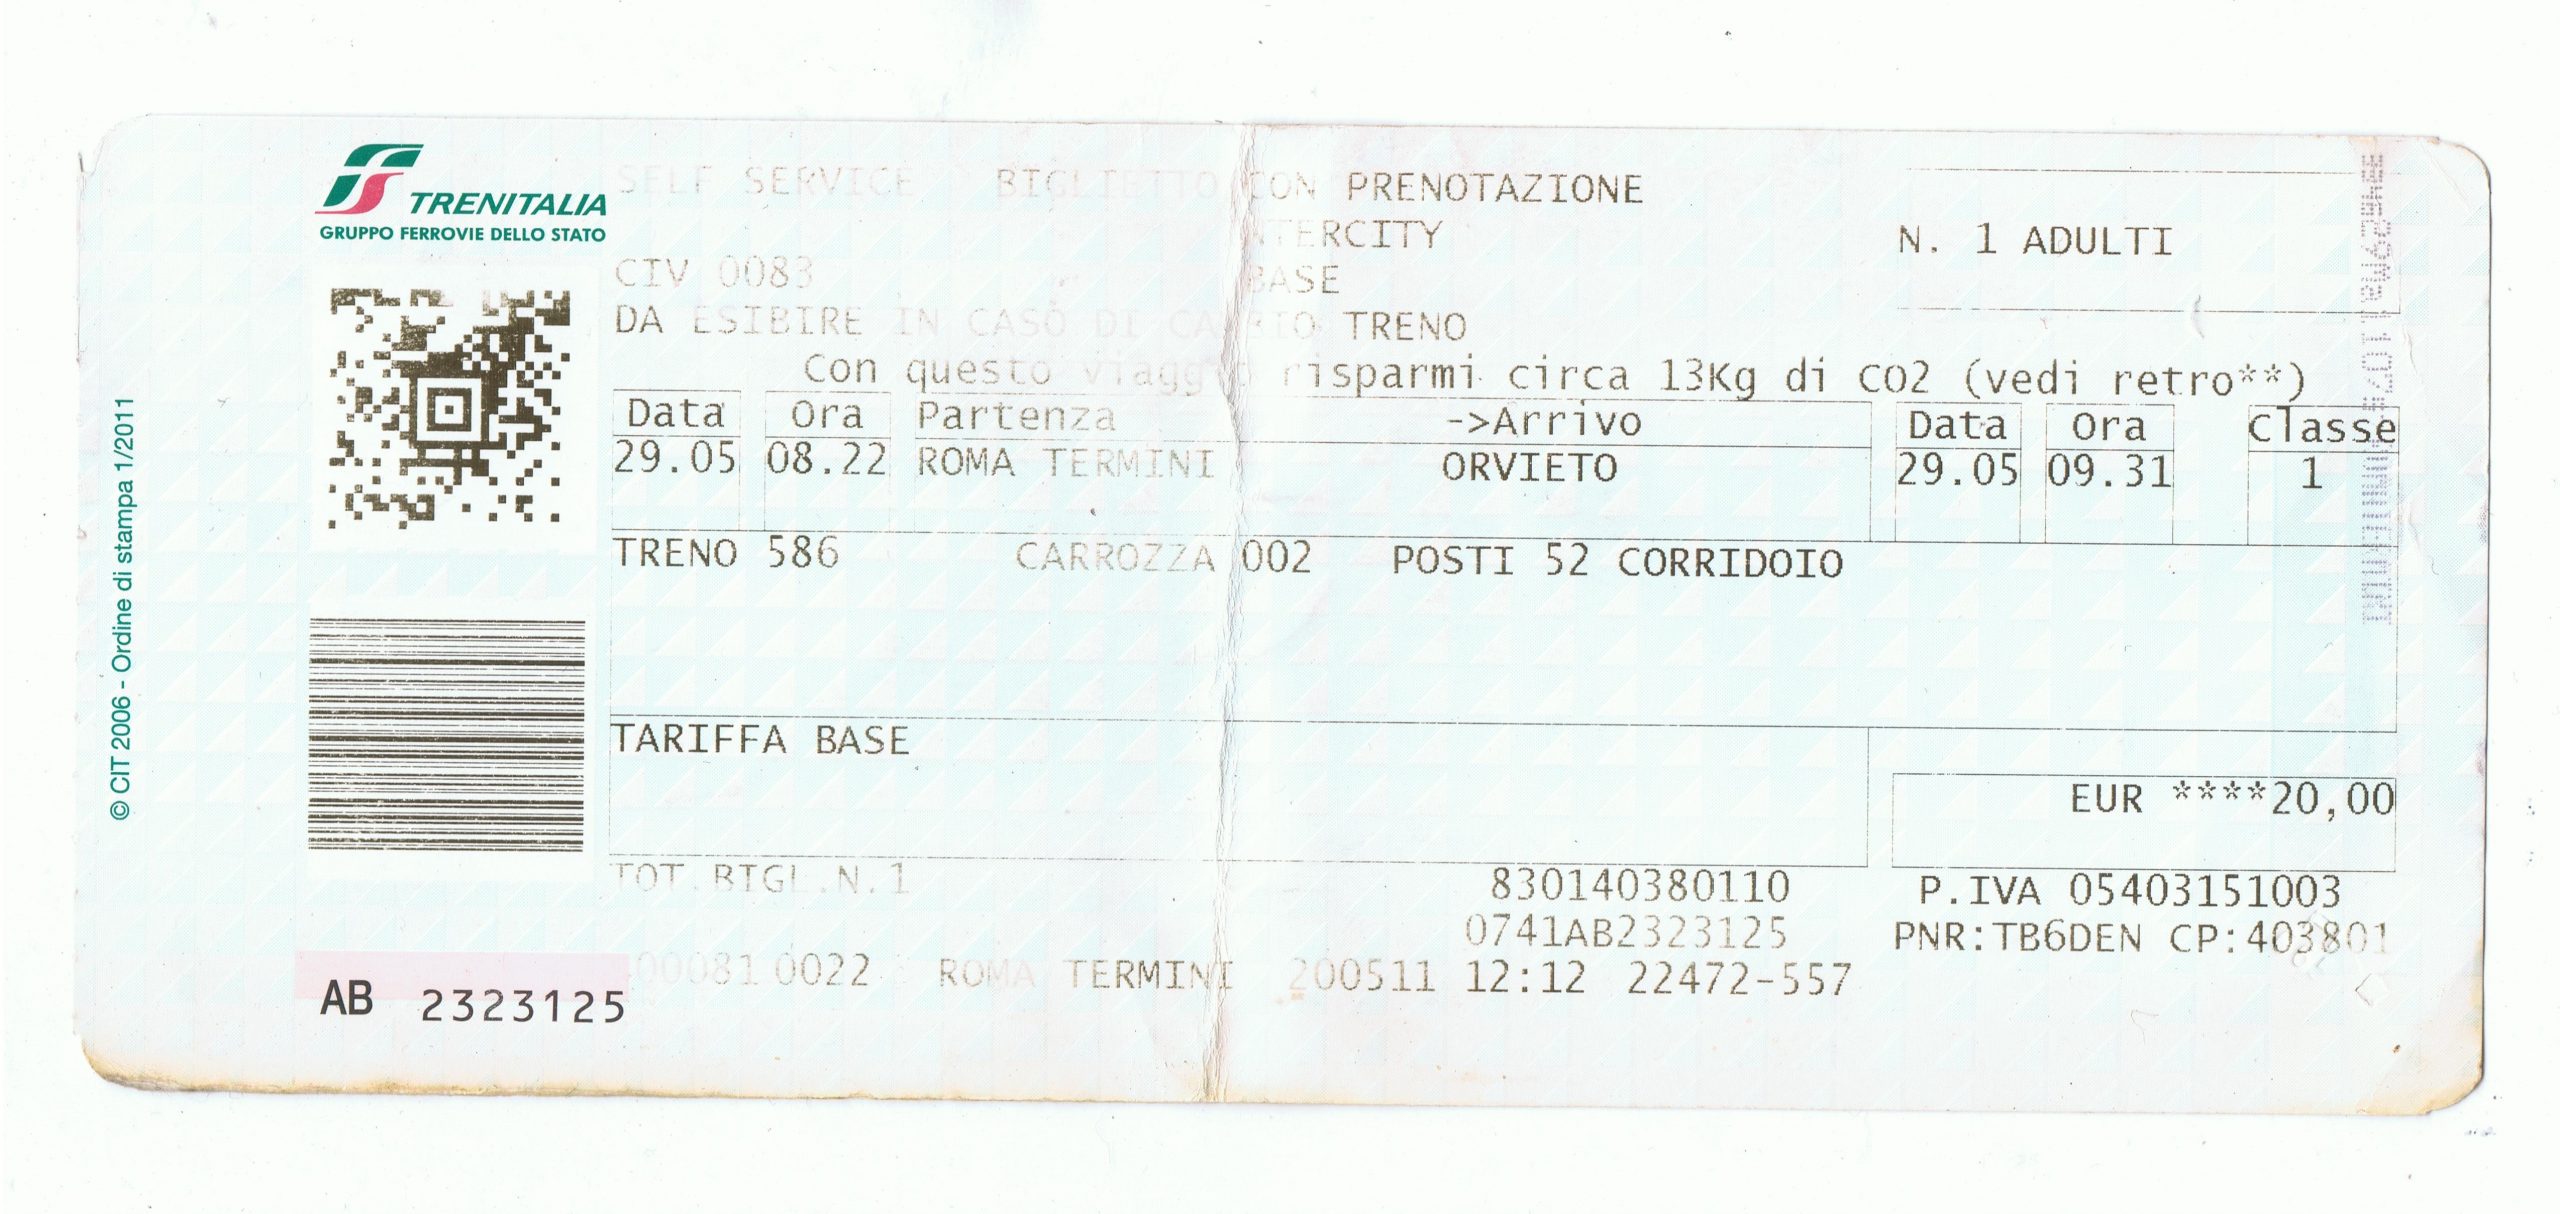 TRENITALIA
GRUPPO FERROVIE DELLO STATO
SELF SERVICE BIGLIETTO CON PRENOTAZIONE
INTERCITY
N. 1 ADULTI
CIV 0083
BASE
DA ESIBIRE IN CASO DI CAMBIO TRENO
Con questo viaggio risparmi circa 13Kg di CO2 (vedi retro**)
Data Ora Partenza ->Arrivo Data Ora Classe
29.05 08.22 ROMA TERMINI ORVIETO 29.05 09.31 1
TRENO 586 CARROZZA 002 POSTI 52 CORRIDOIO
TARIFFA BASE
EUR ****20,00
TOT.BIGL.N.1 830140380110 P.IVA 05403151003
0741AB2323125 PNR:TB6DEN CP:403801
0022 ROMA TERMINI 200511 12:12 22472-557
AB 2323125
© CIT 2006 - Ordine di stampa 1/2011